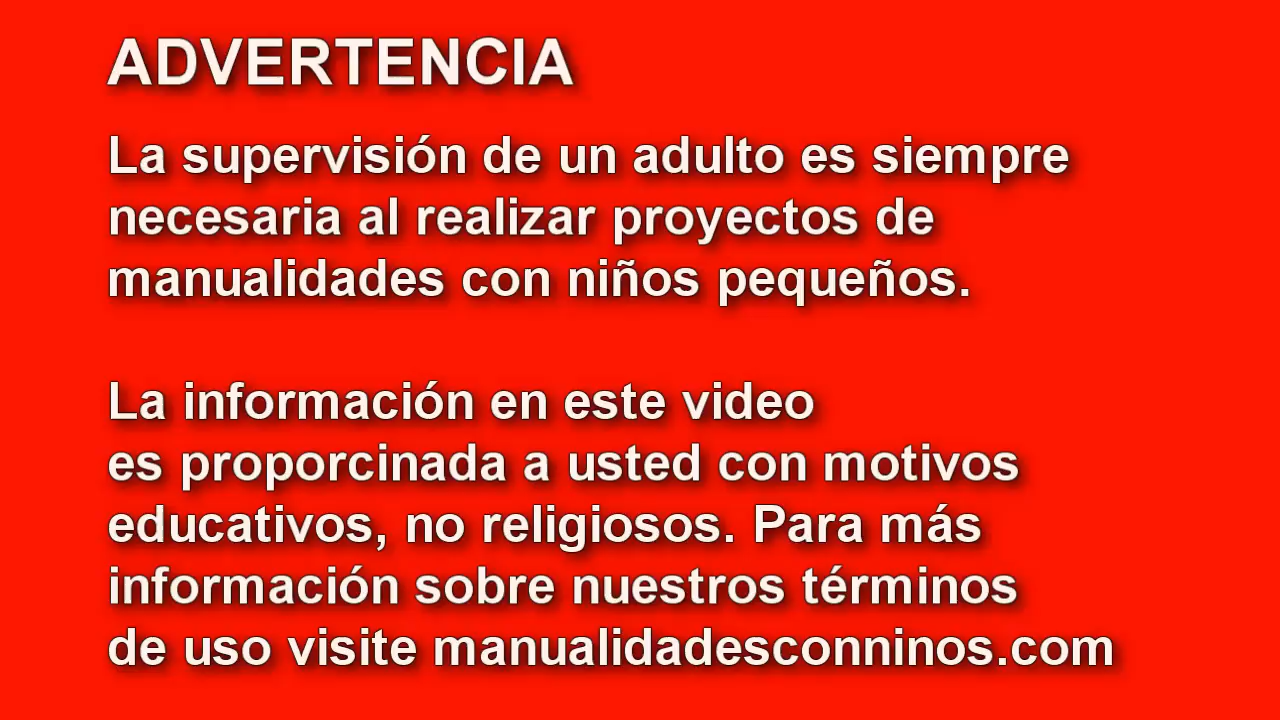 ADVERTENCIA
La supervisión de un adulto es siempre
necesaria al realizar proyectos de
manualidades con niños pequeños.
La información en este video
es proporcinada a usted con motivos
educativos, no religiosos. Para más
información sobre nuestros términos
de uso visite manualidadesconninos.com